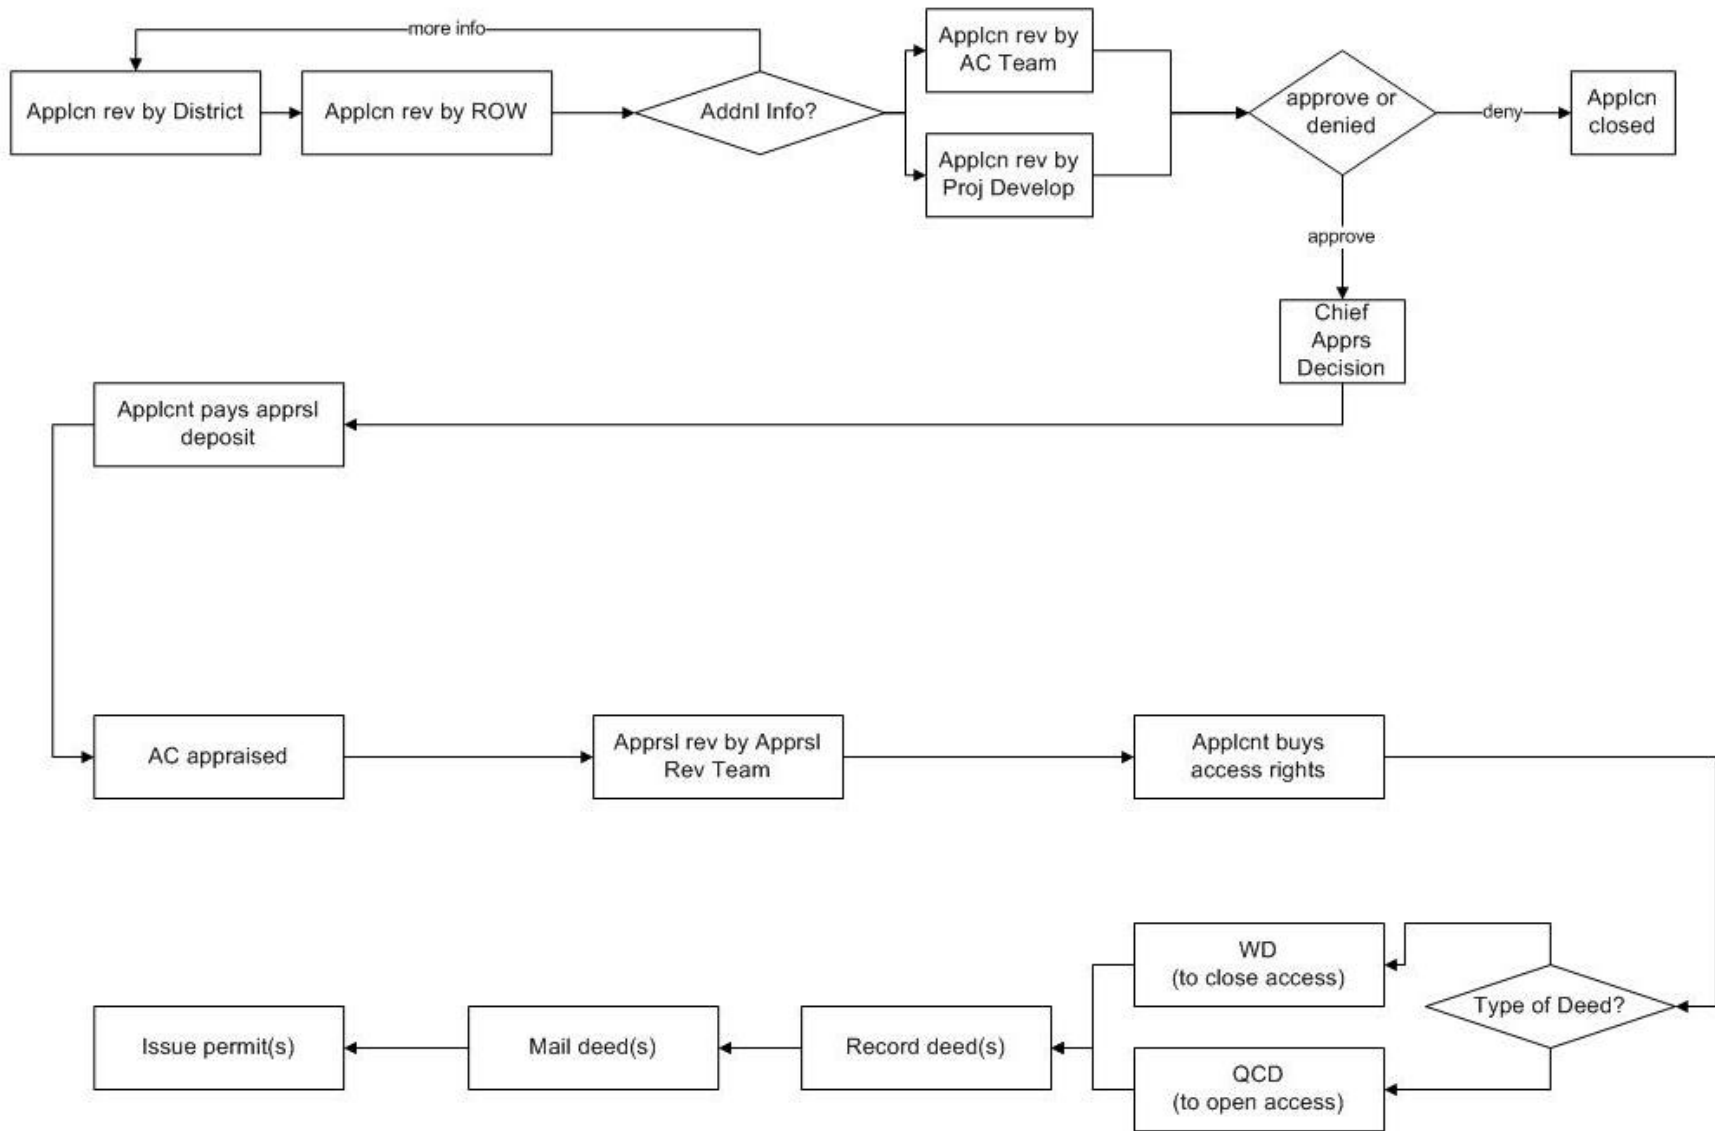 more info
Applcn rev by District
Applcn rev by ROW
Addnl Info?
Applcn rev by
AC Team
Applcn rev by
Proj Develop
approve or
denied
deny
Applcn
closed
approve
Chief
Apprs
Decision
Applcnt pays apprsl
deposit
AC appraised
Apprsl rev by Apprsl
Rev Team
Applcnt buys
access rights
Type of Deed?
WD
(to close access)
QCD
(to open access)
Record deed(s)
Mail deed(s)
Issue permit(s)